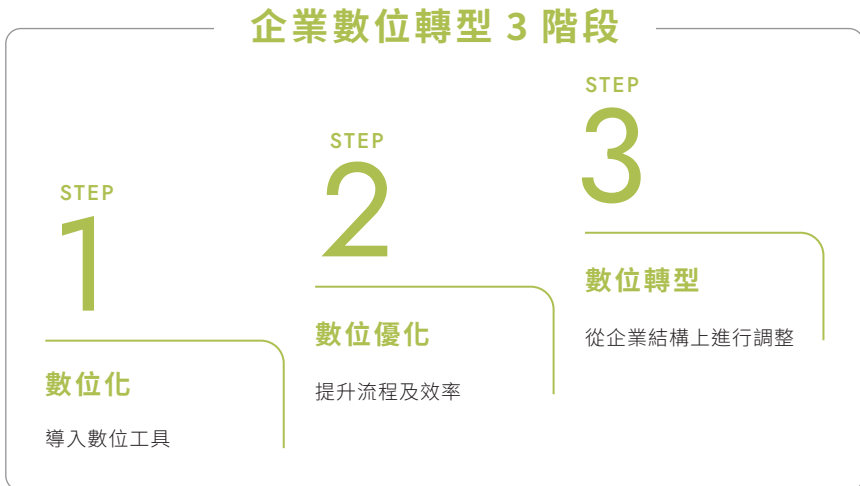 企業數位轉型 3 階段
STEP
1
數位化
導入數位工具
STEP
2
數位優化
提升流程及效率
STEP
3
數位轉型
從企業結構上進行調整